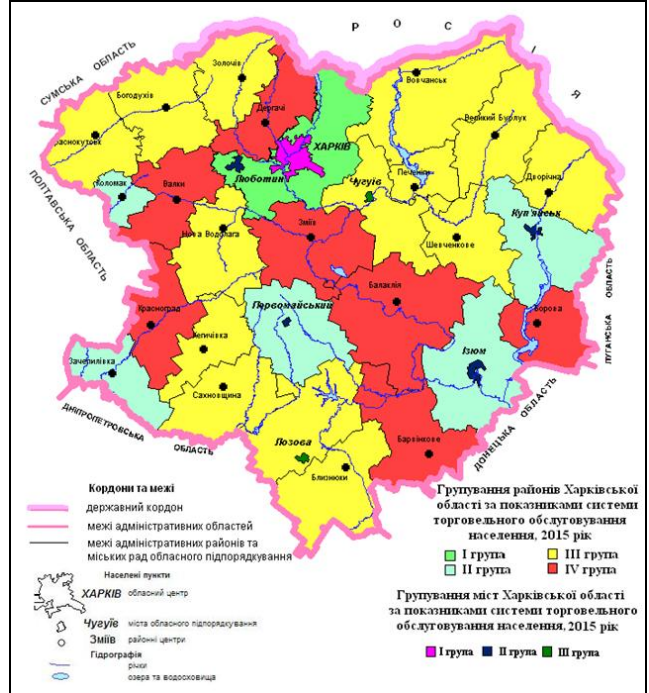 РОСІЯ
СУМСЬКА ОБЛАСТЬ
Золочів
Богодухів
Вовчанськ
Дергачі
Великий Бурлук
Краснокутськ
ХАРКІВ
ПОЛТАВСЬКА ОБЛАСТЬ
Коломак
Валки
Люботин
Чугуїв
Печеніги
Дворічна
Куп'янськ
Нова Водолага
Зміїв
Шевченкове
Балаклія
Красноград
Первомайський
Борова
ЛУГАНСЬКА ОБЛАСТЬ
Кегичівка
Ізюм
Зачепилівка
Сахновщина
ДНІПРОПЕТРОВСЬКА ОБЛАСТЬ
Лозова
Барвінкове
ДОНЕЦЬКА ОБЛАСТЬ
Близнюки
Кордони та межі
державний кордон
межі адміністративних областей
межі адміністративних районів та
міських рад обласного підпорядкування
Населені пункти
ХАРКІВ обласний центр
Чугуїв міста обласного підпорядкування
Зміїв районні центри
Гідрографія
річки
озера та водосховища
Групування районів Харківської
області за показниками системи
торговельного обслуговування
населення, 2015 рік
I група III група
II група IV група
Групування міст Харківської області
за показниками системи торговельного
обслуговування населення, 2015 рік
I група II група III група